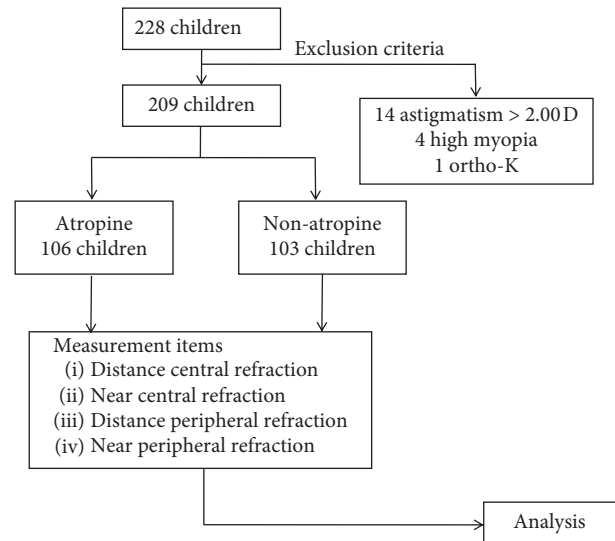 228 children
Exclusion criteria
209 children
14 astigmatism > 2.00 D
4 high myopia
1 ortho-K
Atropine
106 children
Non-atropine
103 children
Measurement items
(i) Distance central refraction
(ii) Near central refraction
(iii) Distance peripheral refraction
(iv) Near peripheral refraction
Analysis